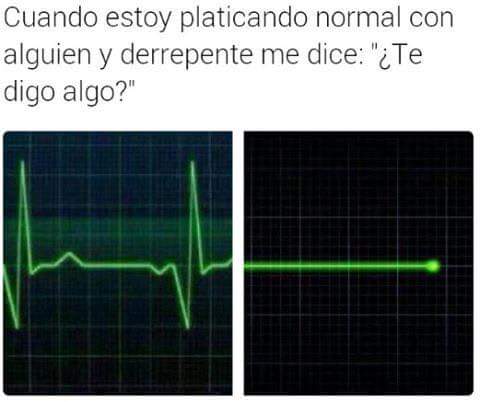 Cuando estoy platicando normal con
alguien y derrepente me dice: "¿Te
digo algo?"